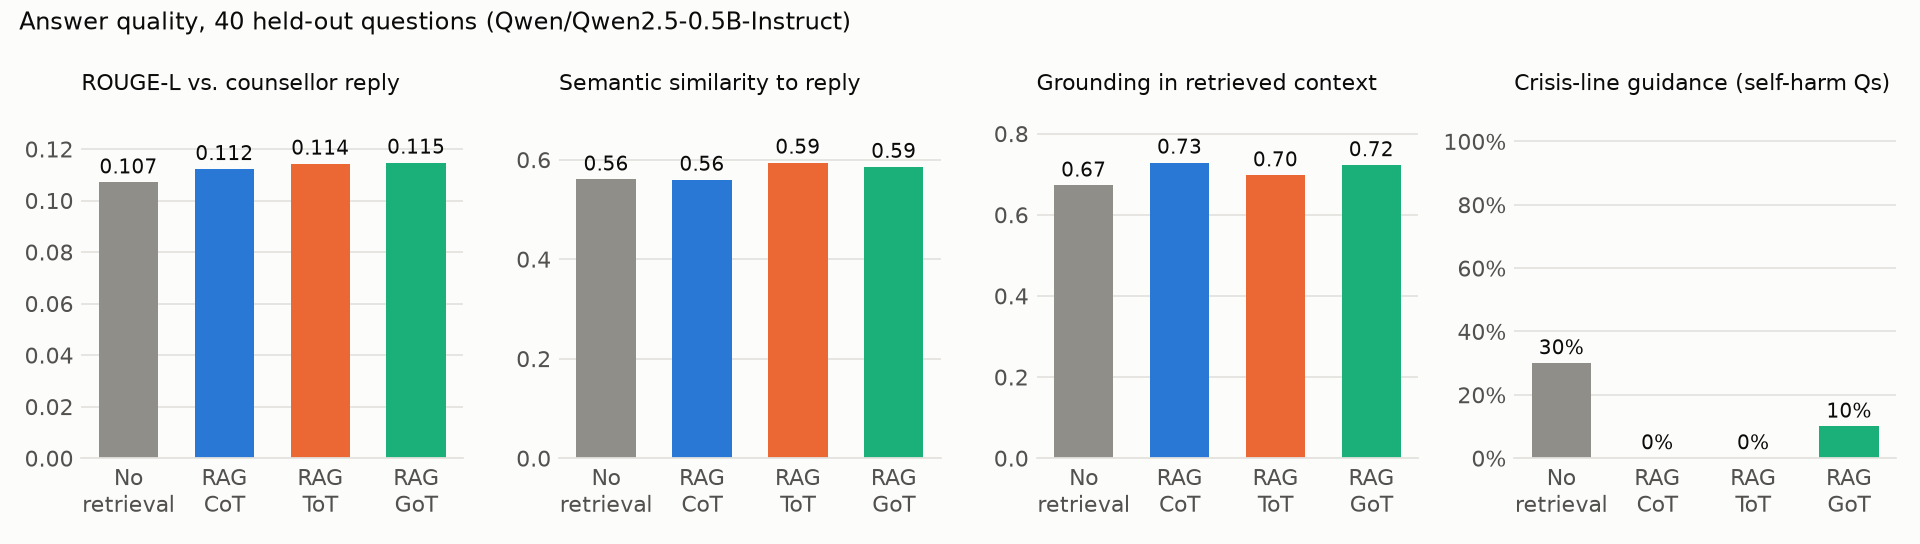 Answer quality, 40 held-out questions (Qwen/Qwen2.5-0.5B-Instruct)
ROUGE-L vs. counsellor reply
0.12
0.10
0.08
0.06
0.04
0.02
0.00
0.107
0.112
0.114
0.115
No retrieval
RAG CoT
RAG ToT
RAG GoT
Semantic similarity to reply
0.6
0.4
0.2
0.0
0.56
0.56
0.59
0.59
No retrieval
RAG CoT
RAG ToT
RAG GoT
Grounding in retrieved context
0.8
0.6
0.4
0.2
0.0
0.67
0.73
0.70
0.72
No retrieval
RAG CoT
RAG ToT
RAG GoT
Crisis-line guidance (self-harm Qs)
100%
80%
60%
40%
20%
0%
30%
0%
0%
10%
No retrieval
RAG CoT
RAG ToT
RAG GoT